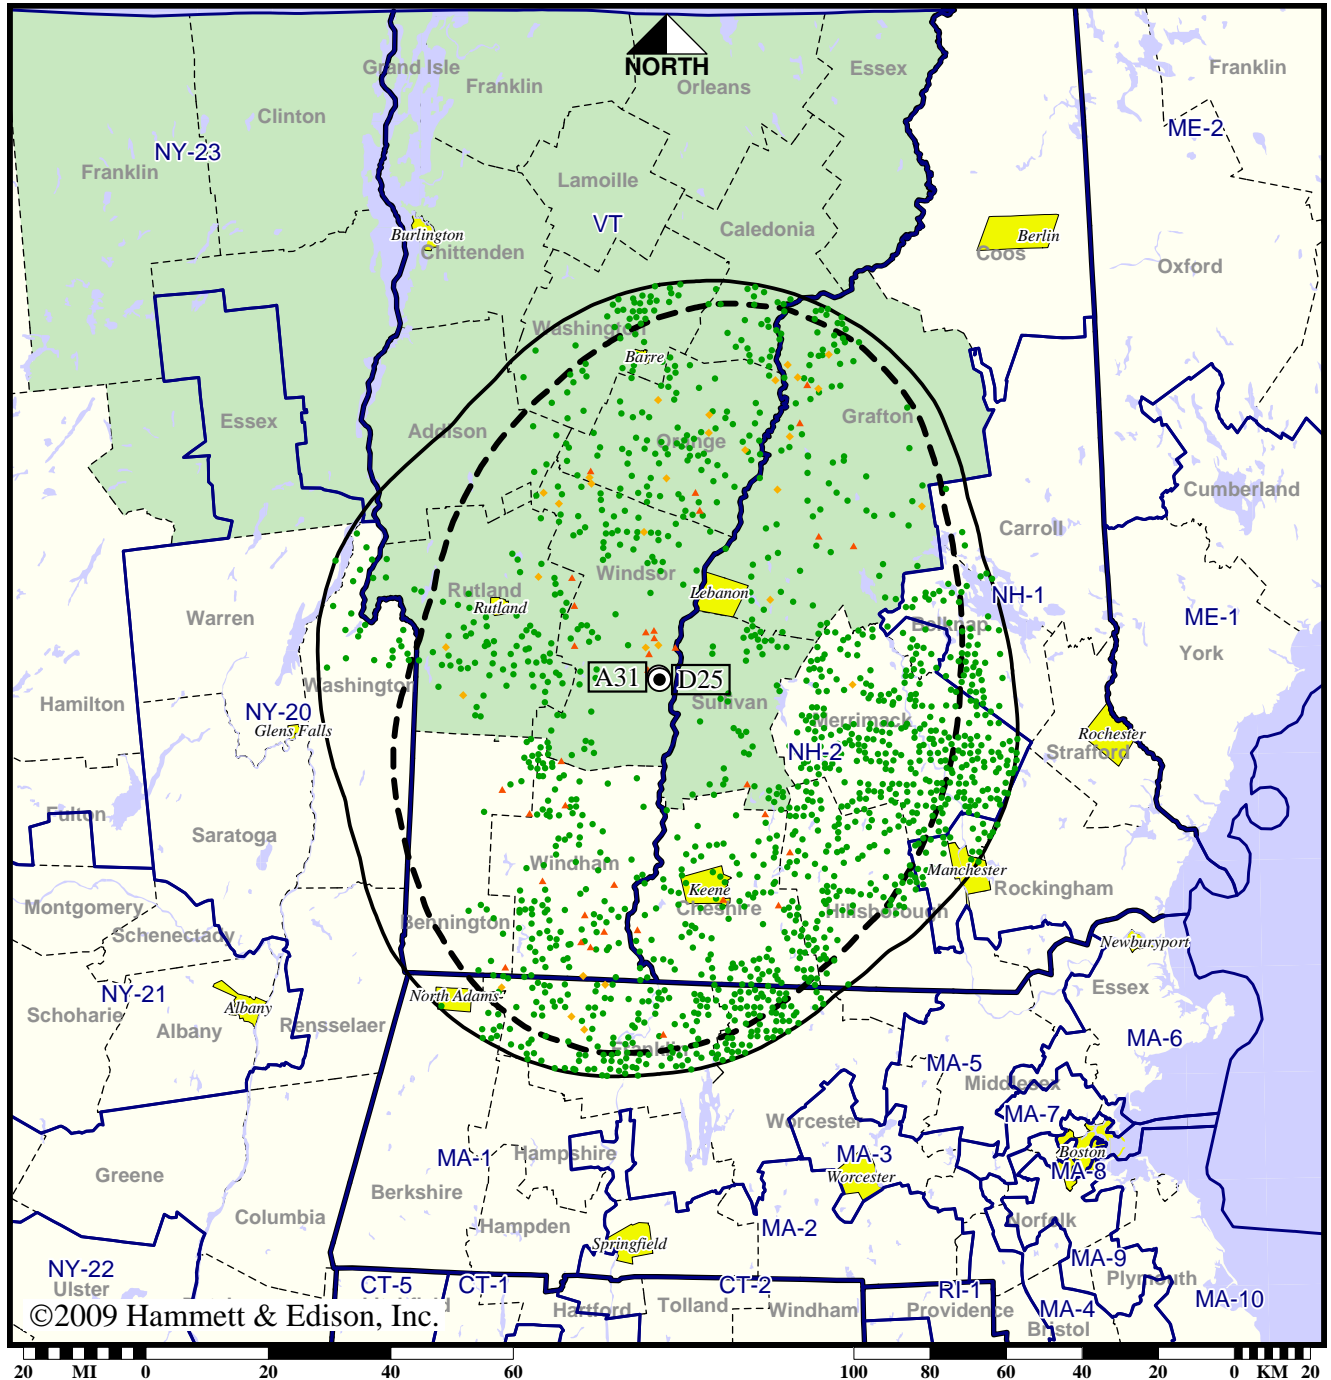 NORTH
Grand Isle
Franklin
Orleans
Essex
Franklin
Clinton
ME-2
NY-23
Franklin
Lamoille
VT
Caledonia
Burlington
Chittenden
Berlin
Coos
Oxford
Washington
Barre
Essex
Addison
Orange
Grafton
Cumberland
Carroll
Windsor
Rutland
Rutland
Lebanon
NH-1
Warren
ME-1
Belknap
York
A31
D25
Washington
Sullivan
Hamilton
NY-20
Glens Falls
Merrimack
Rochester
NH-2
Strafford
Fulton
Saratoga
Windham
Manchester
Keene
Rockingham
Montgomery
Cheshire
Hillsborough
Bennington
Schenectady
Newburyport
NY-21
North Adams
Essex
Albany
Schoharie
Albany
Rensselaer
MA-6
Franklin
MA-5
Middlesex
MA-7
Worcester
Hampshire
MA-1
MA-3
Boston
MA-8
Greene
Worcester
Berkshire
Columbia
Hampden
MA-2
Norfolk
Springfield
MA-9
NY-22
Plymouth
Ulster
CT-5
CT-1
CT-2
RI-1
MA-10
Hartford
Tolland
Windham
Providence
MA-4
Bristol
©2009 Hammett & Edison, Inc.
20 MI 0 20 40 60 100 80 60 40 20 0 KM 20